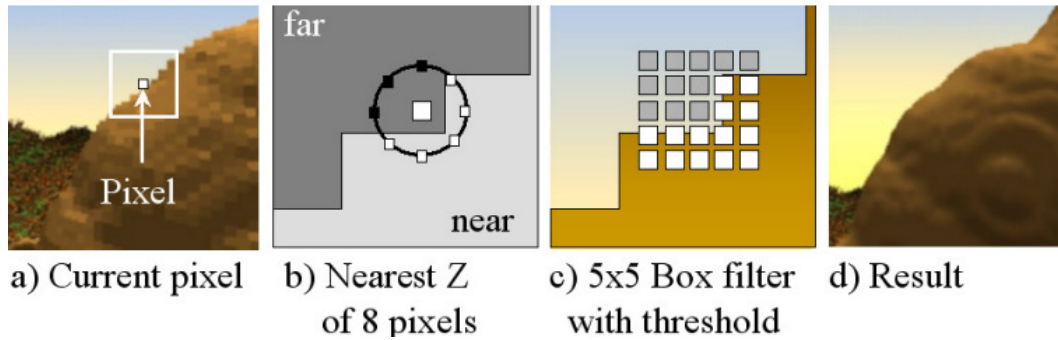 far
Pixel
near
a) Current pixel
b) Nearest Z
of 8 pixels
c) 5x5 Box filter
with threshold
d) Result